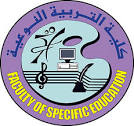 كلية التربية النوعية
FACULTY OF SPECIFIC EDUCATION